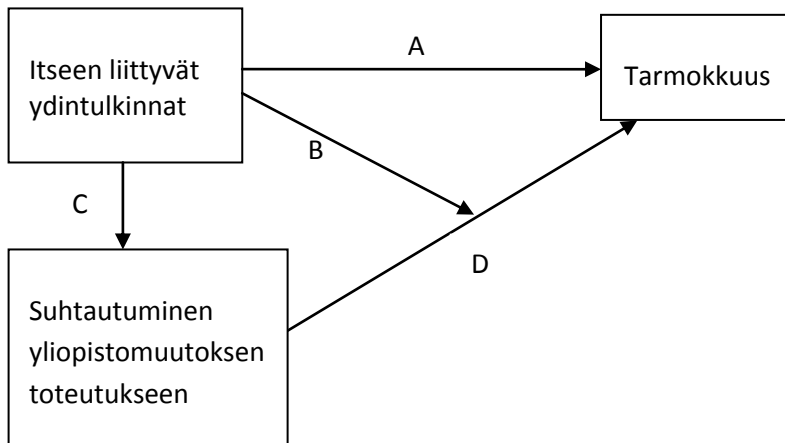 Itseen liittyvät
ydintulkinnat
A
Tarmokkuus
B
C
D
Suhtautuminen
yliopistomuutoksen
toteutukseen